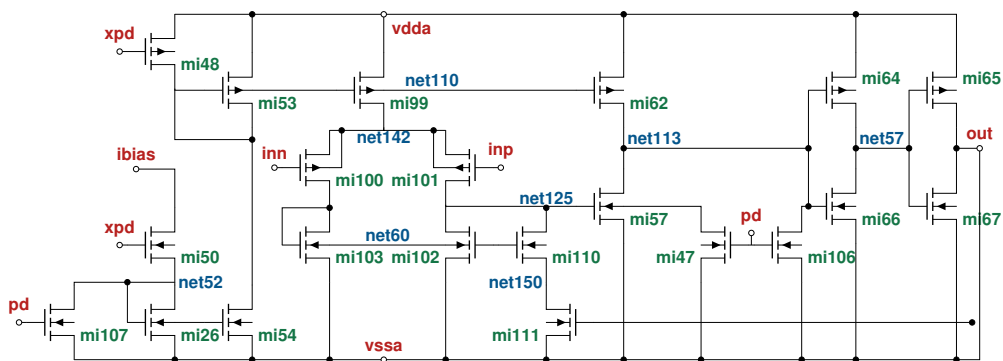 xpd
vdda
mi48
net110
mi64
mi65
mi53
mi99
mi62
net142
net113
net57
out
inn
inp
ibias
mi100
mi101
net125
mi57
pd
mi66
mi67
xpd
net60
mi50
mi103
mi102
mi110
mi47
mi106
net52
net150
pd
mi107
mi26
mi54
mi111
vssa